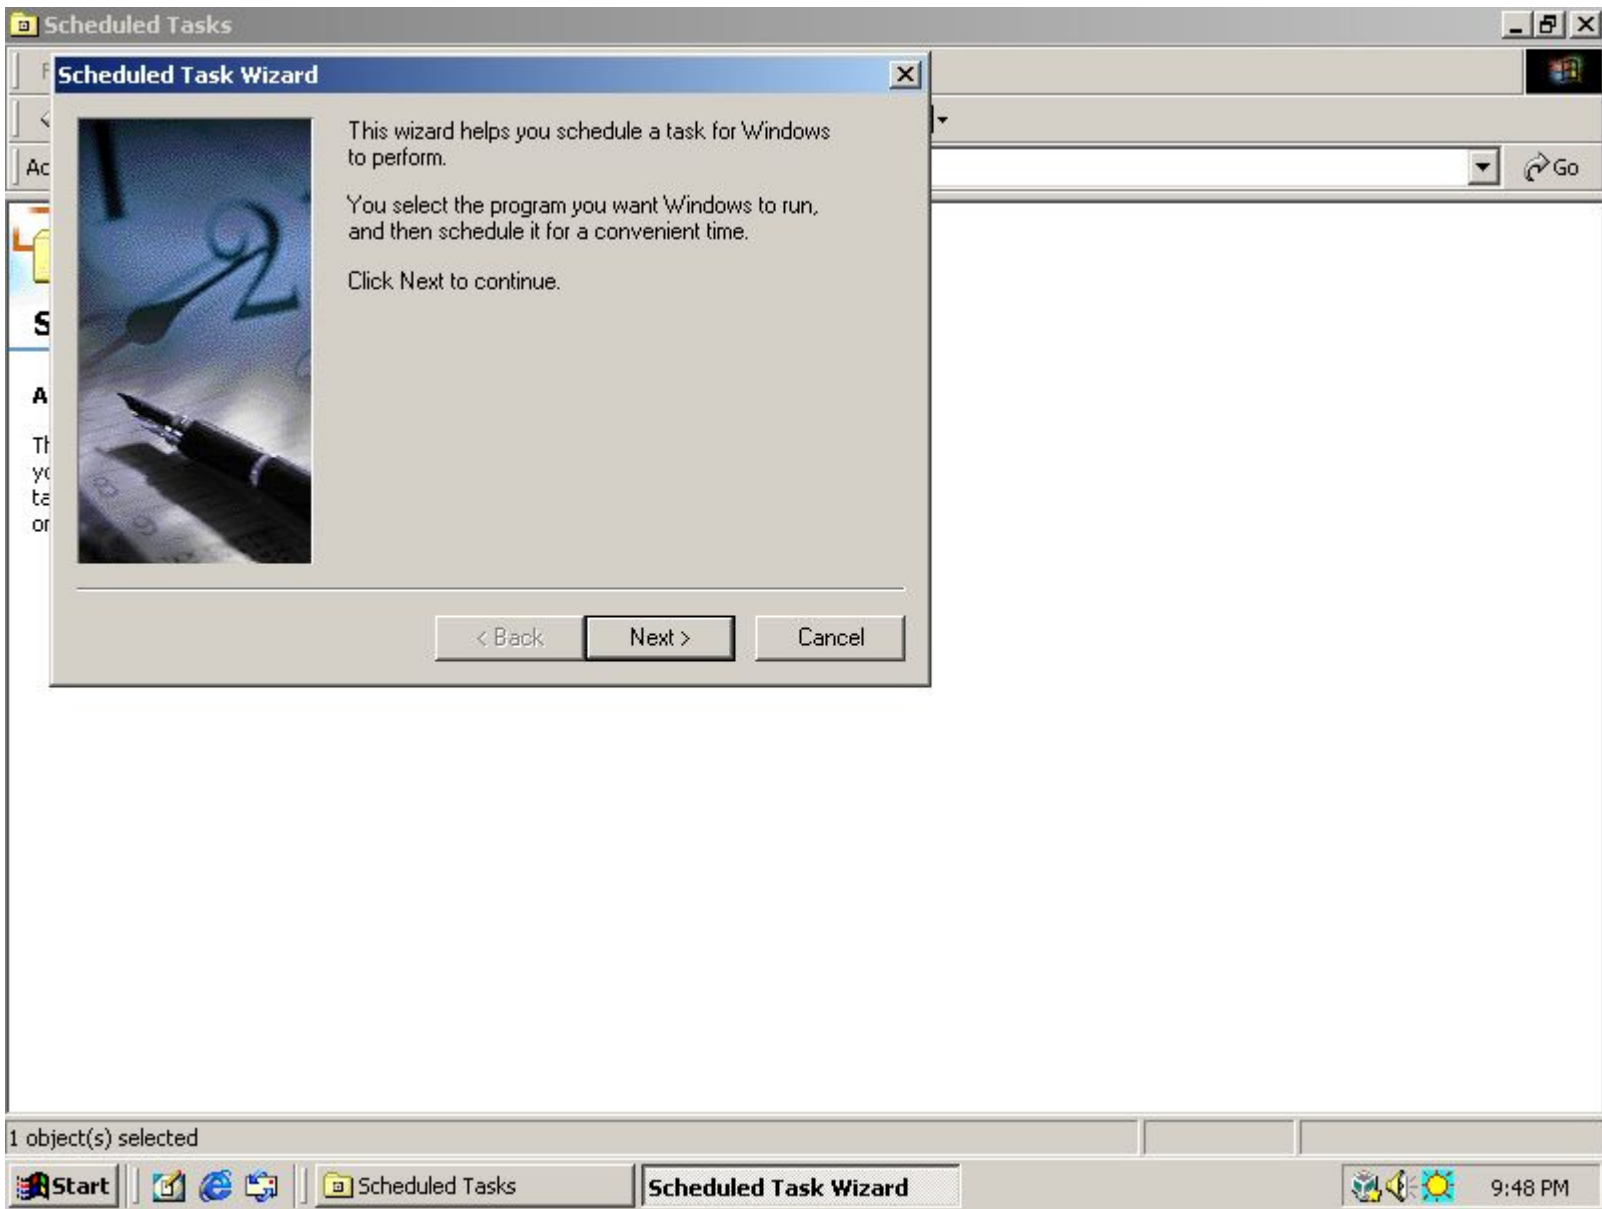 Scheduled Tasks
Scheduled Task Wizard
This wizard helps you schedule a task for Windows
to perform.
You select the program you want Windows to run,
and then schedule it for a convenient time.
Click Next to continue.
Go
< Back
Next >
Cancel
1 object(s) selected
Start
Scheduled Tasks
Scheduled Task Wizard
9:48 PM